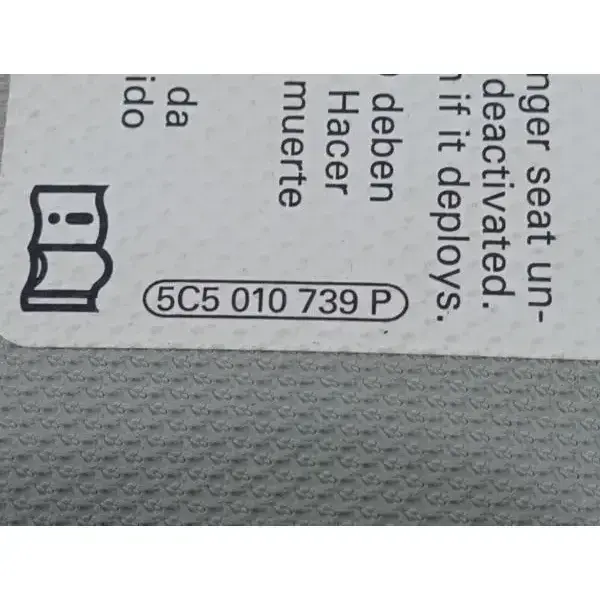 nger seat un-
deactivated.
if it deploys.
deben
Hacer
muerte
da
ido
5C5 010 739 P